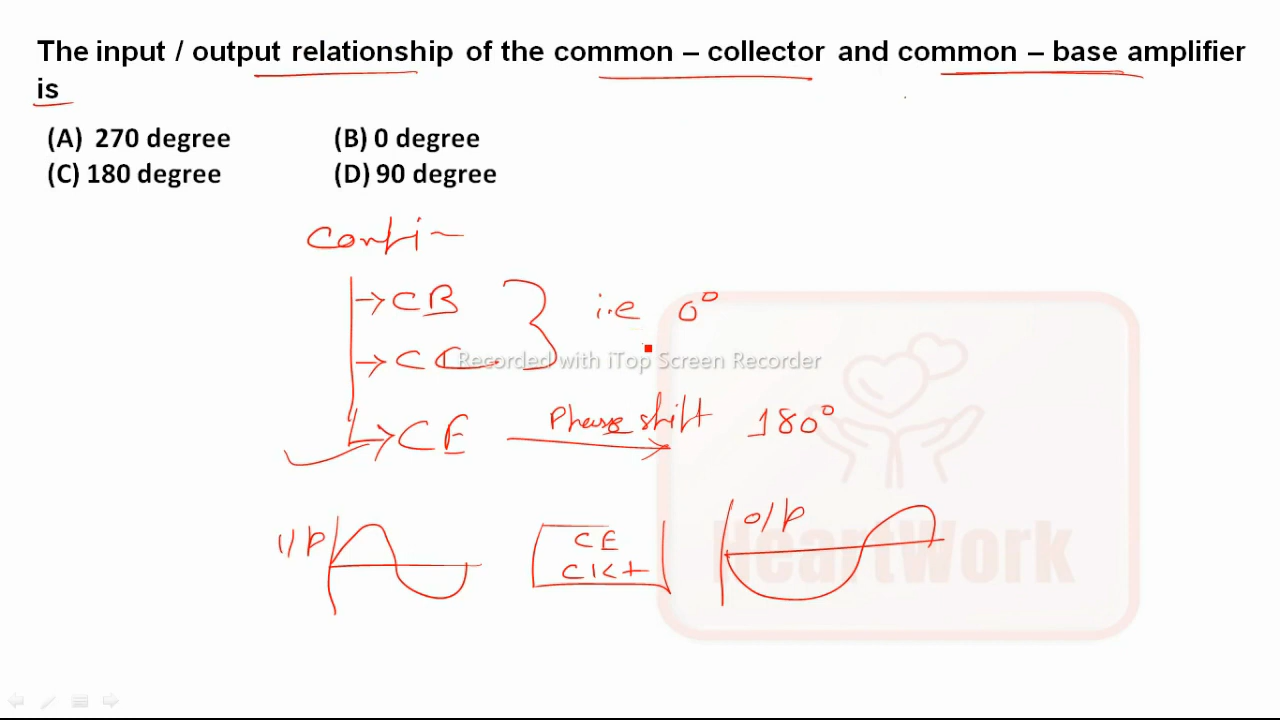 The input / output relationship of the common – collector and common – base amplifier
is
(A) 270 degree (B) 0 degree
(C) 180 degree (D) 90 degree
Confi~
→ CB i.e 0°
→ CC
Recorded with iTop Screen Recorder
→ CE Phase shift 180°
I/P CE CKt O/P
HeartWork